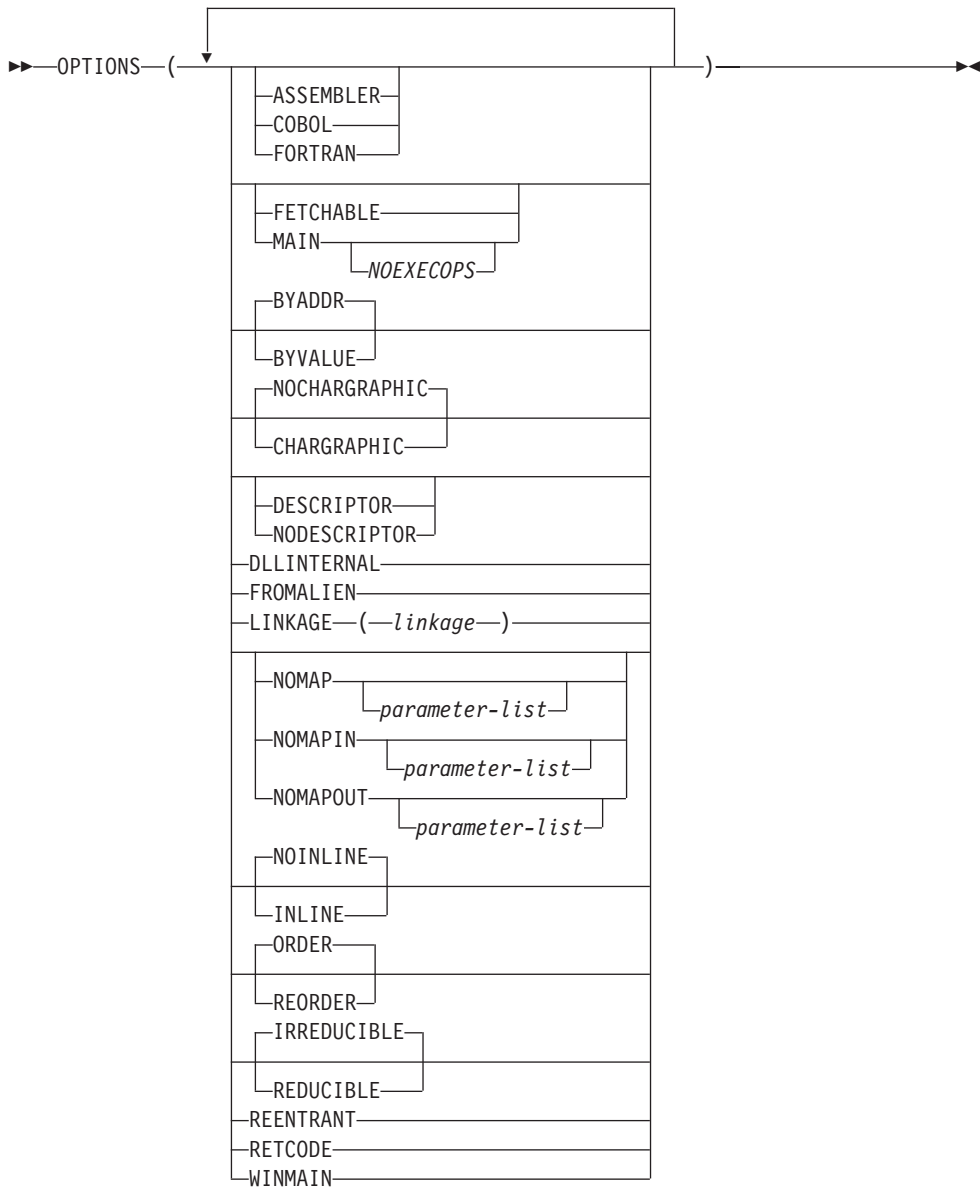 OPTIONS ( )
ASSEMBLER
COBOL
FORTRAN
FETCHABLE
MAIN
NOEXECOPS
BYADDR
BYVALUE
NOCHARGRAPHIC
CHARGRAPHIC
DESCRIPTOR
NODESCRIPTOR
DLLINTERNAL
FROMALIEN
LINKAGE ( linkage )
NOMAP
parameter-list
NOMAPIN
parameter-list
NOMAPOUT
parameter-list
NOINLINE
INLINE
ORDER
REORDER
IRREDUCIBLE
REDUCIBLE
REENTRANT
RETCODE
WINMAIN